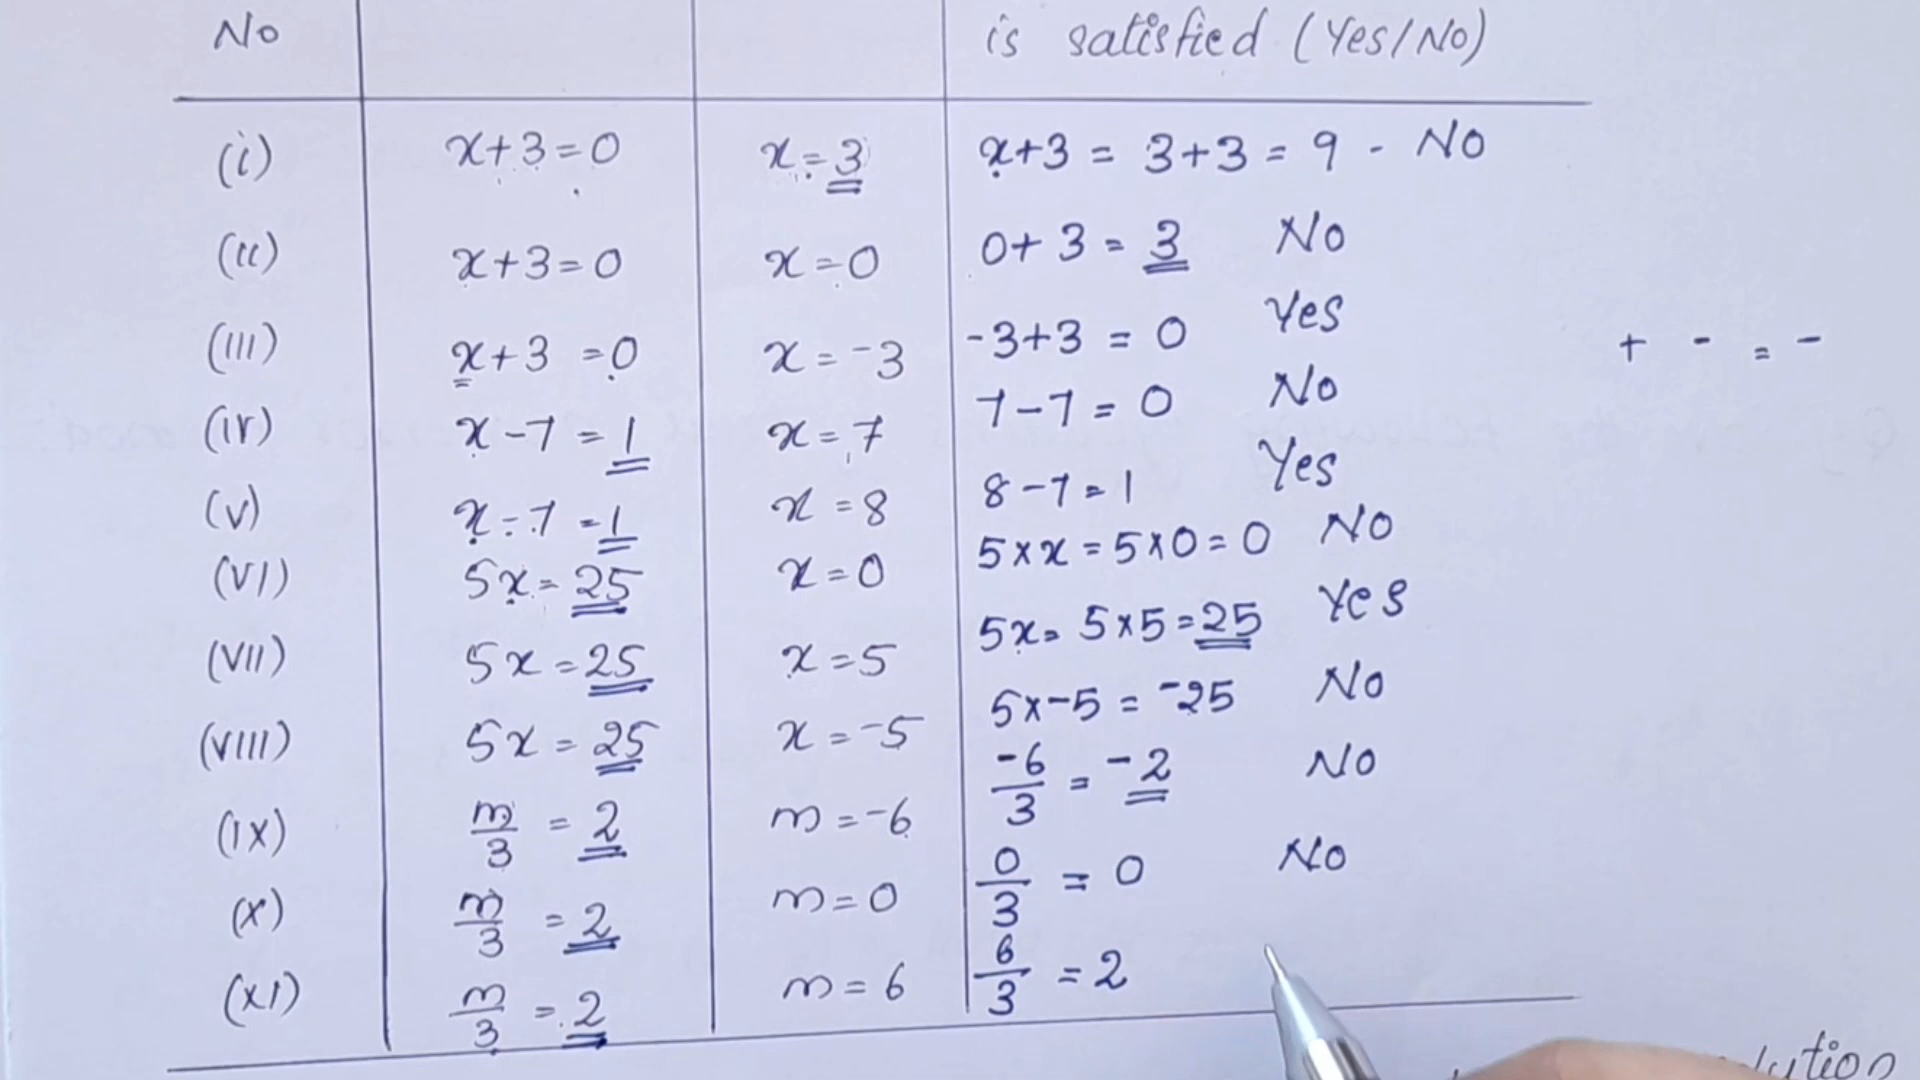 No is satisfied (Yes/No)
(i) x+3=0 x=3 x+3 = 3+3 = 9 - No
(ii) x+3=0 x=0 0+3=3 No
(iii) x+3=0 x=-3 -3+3=0 Yes
(iv) x-7=1 x=7 7-7=0 No
(v) x-7=1 x=8 8-7=1 Yes
(vi) 5x=25 x=0 5×x=5×0=0 No
(vii) 5x=25 x=5 5x=5×5=25 Yes
(viii) 5x=25 x=-5 5×-5=-25 No
(ix) m/3=2 m=-6 -6/3=-2 No
(x) m/3=2 m=0 0/3=0 No
(xi) m/3=2 m=6 6/3=2
+ - = -